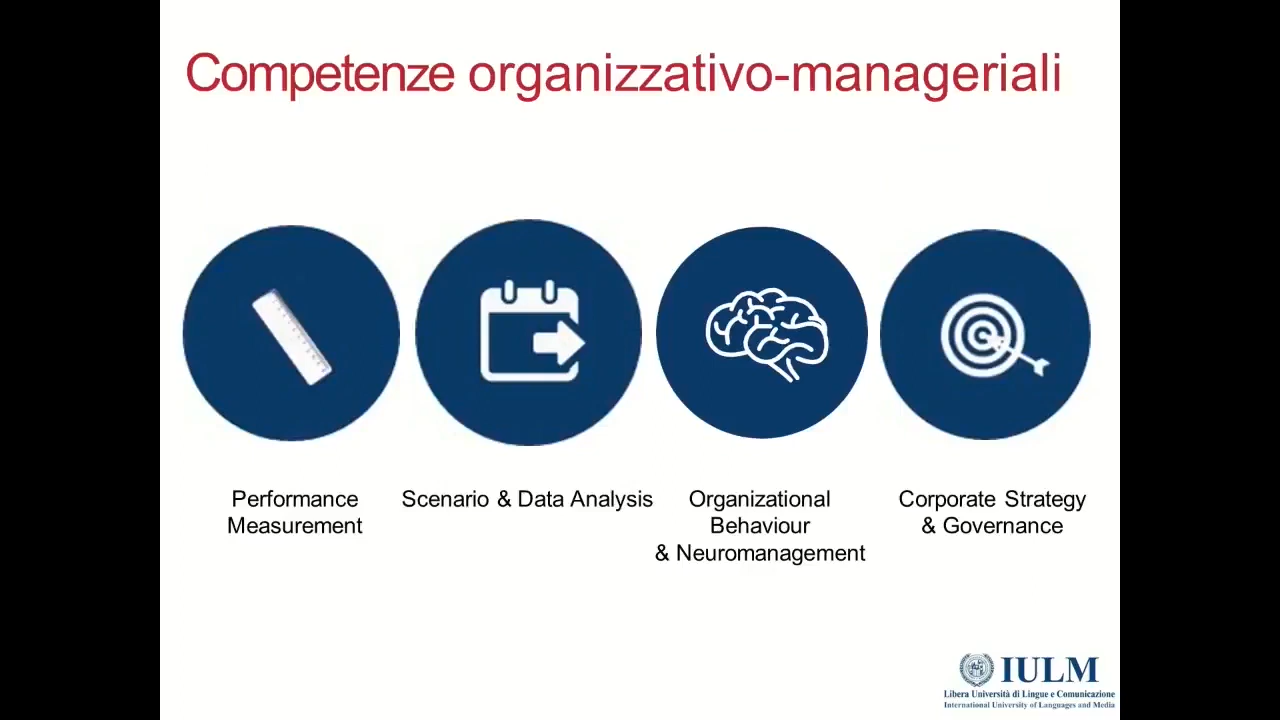 Competenze organizzativo-manageriali
Performance
Measurement
Scenario & Data Analysis
Organizational
Behaviour
& Neuromanagement
Corporate Strategy
& Governance
IULM
Libera Università di Lingue e Comunicazione
International University of Languages and Media